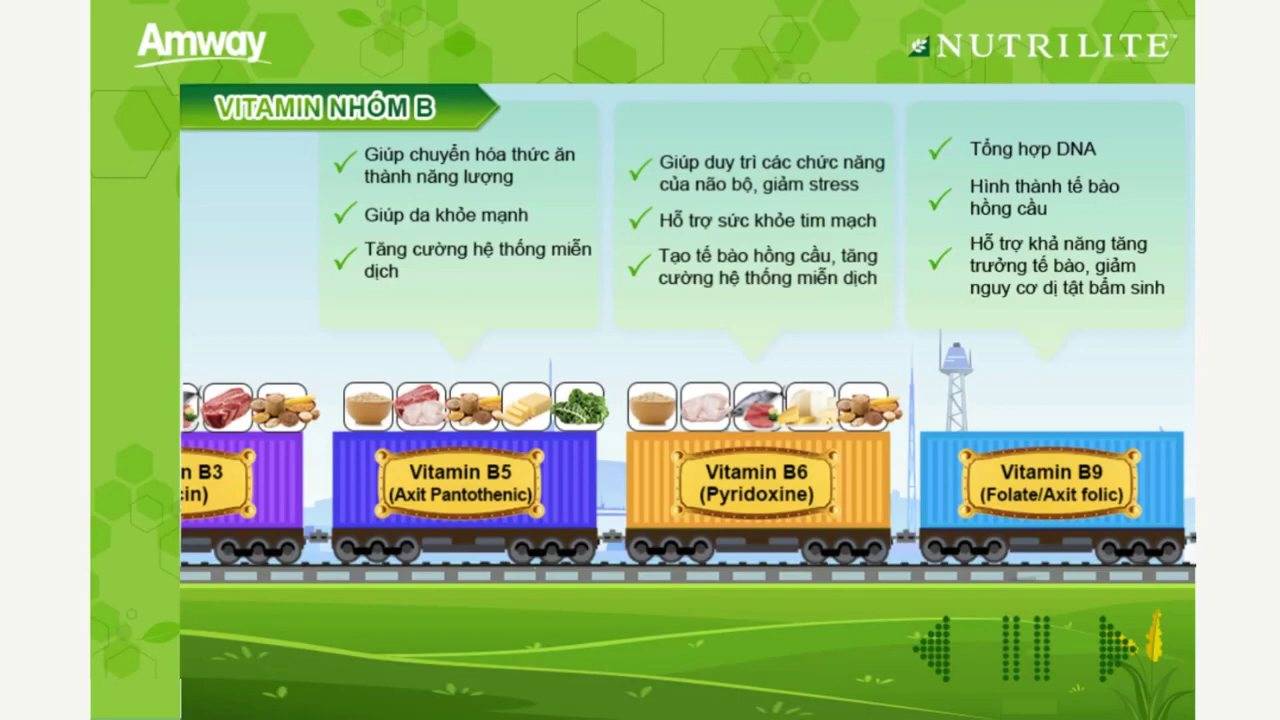 Amway
NUTRILITE™
VITAMIN NHÓM B
Giúp chuyển hóa thức ăn
thành năng lượng
Giúp da khỏe mạnh
Tăng cường hệ thống miễn
dịch
Giúp duy trì các chức năng
của não bộ, giảm stress
Hỗ trợ sức khỏe tim mạch
Tạo tế bào hồng cầu, tăng
cường hệ thống miễn dịch
Tổng hợp DNA
Hình thành tế bào
hồng cầu
Hỗ trợ khả năng tăng
trưởng tế bào, giảm
nguy cơ dị tật bẩm sinh
n B3
cin)
Vitamin B5
(Axit Pantothenic)
Vitamin B6
(Pyridoxine)
Vitamin B9
(Folate/Axit folic)